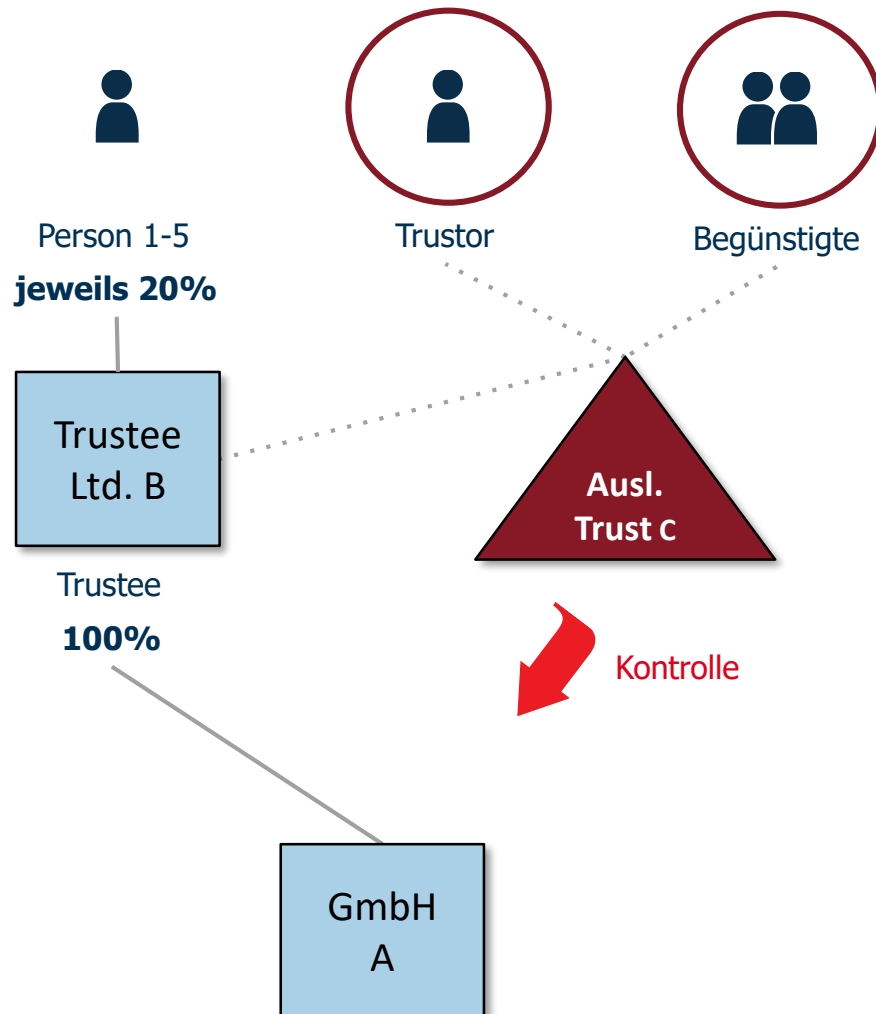 Person 1-5
jeweils 20%
Trustor
Begünstigte
Trustee
Ltd. B
Ausl.
Trust C
Trustee
100%
Kontrolle
GmbH
A